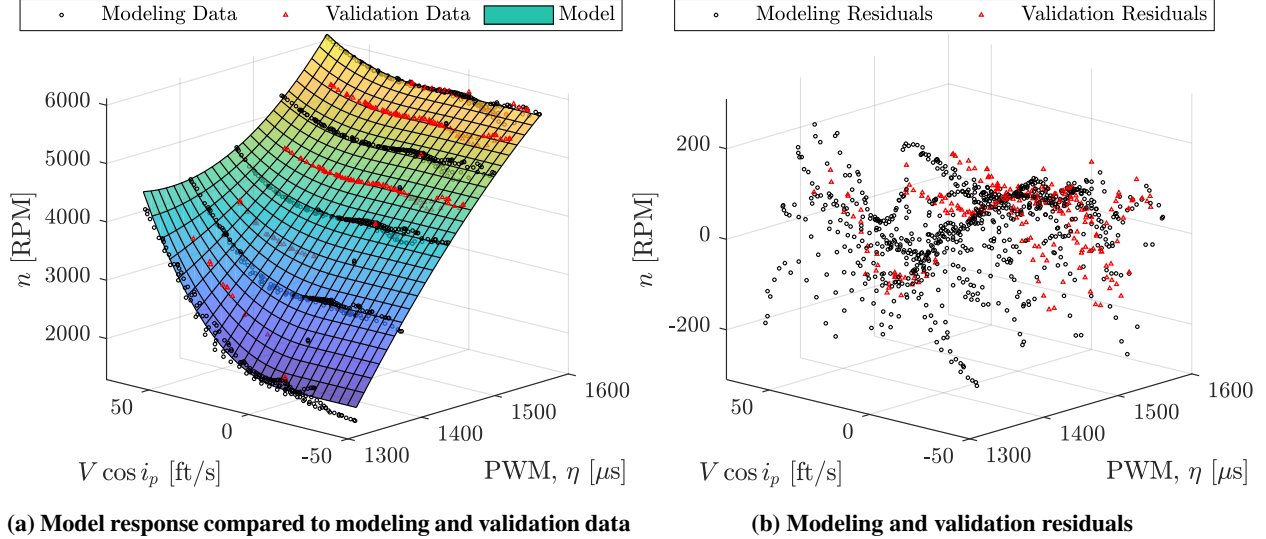 Modeling Data Validation Data Model
n [RPM]
6000
5000
4000
3000
2000
50
0
-50
V cos i_p [ft/s]
1300
1400
1500
1600
PWM, η [μs]
(a) Model response compared to modeling and validation data
Modeling Residuals Validation Residuals
n [RPM]
200
0
-200
50
0
-50
V cos i_p [ft/s]
1300
1400
1500
1600
PWM, η [μs]
(b) Modeling and validation residuals